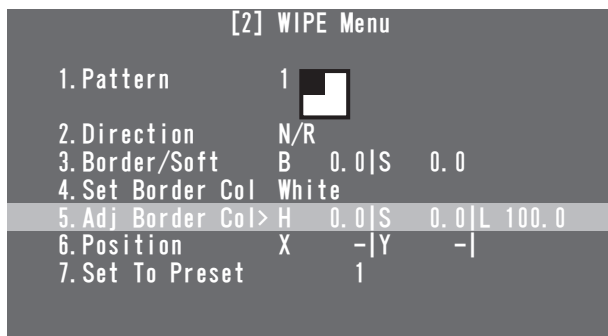 [2] WIPE Menu
1.Pattern 1
2.Direction N/R
3.Border/Soft B 0.0|S 0.0
4.Set Border Col White
5.Adj Border Col> H 0.0|S 0.0|L 100.0
6.Position X -|Y -|
7.Set To Preset 1